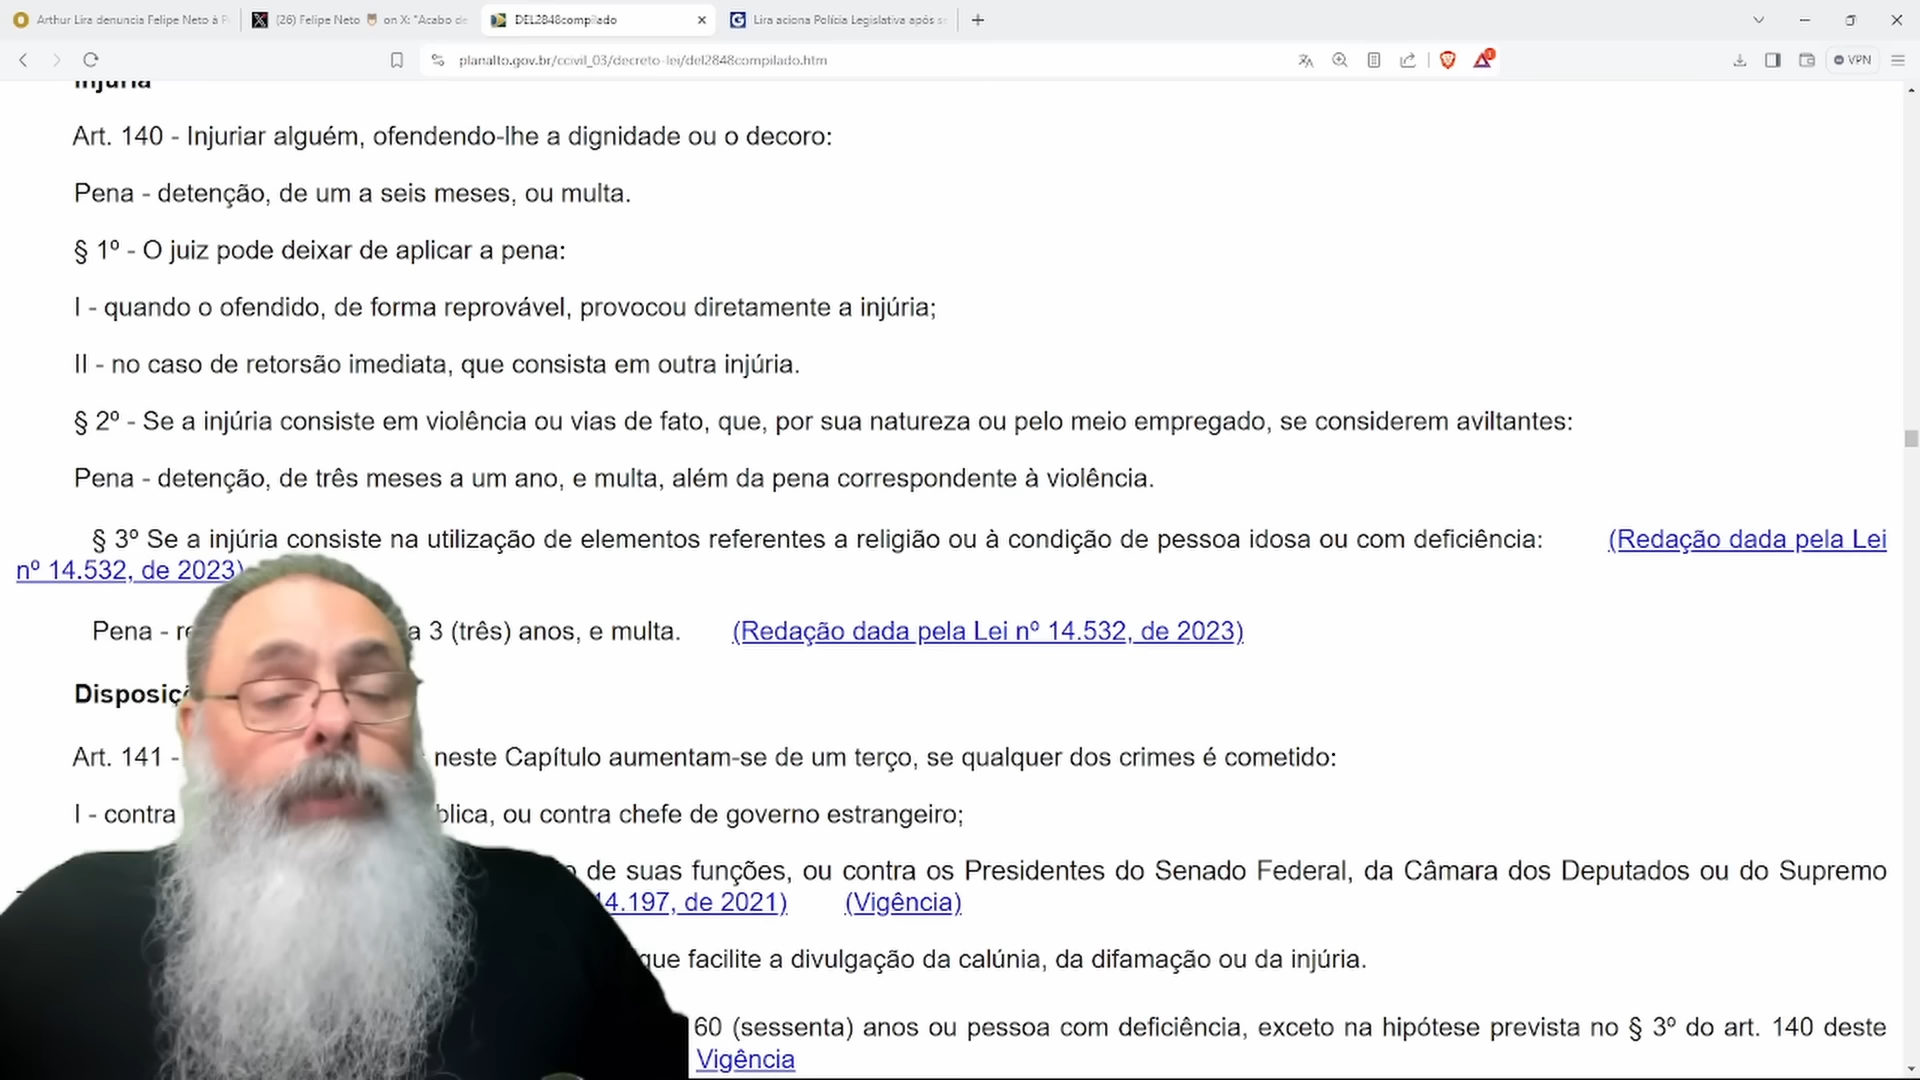 Arthur Lira denuncia Felipe Neto à P
(26) Felipe Neto on X: "Acabo de
DEL2848compilado
Lira aciona Polícia Legislativa após s
planalto.gov.br/ccivil_03/decreto-lei/del2848compilado.htm
1
VPN
Injúria
Art. 140 - Injuriar alguém, ofendendo-lhe a dignidade ou o decoro:
Pena - detenção, de um a seis meses, ou multa.
§ 1º - O juiz pode deixar de aplicar a pena:
I - quando o ofendido, de forma reprovável, provocou diretamente a injúria;
II - no caso de retorsão imediata, que consista em outra injúria.
§ 2º - Se a injúria consiste em violência ou vias de fato, que, por sua natureza ou pelo meio empregado, se considerem aviltantes:
Pena - detenção, de três meses a um ano, e multa, além da pena correspondente à violência.
§ 3º Se a injúria consiste na utilização de elementos referentes a religião ou à condição de pessoa idosa ou com deficiência: (Redação dada pela Lei
nº 14.532, de 2023)
Pena - re a 3 (três) anos, e multa. (Redação dada pela Lei nº 14.532, de 2023)
Disposiç
Art. 141 - neste Capítulo aumentam-se de um terço, se qualquer dos crimes é cometido:
I - contra blica, ou contra chefe de governo estrangeiro;
de suas funções, ou contra os Presidentes do Senado Federal, da Câmara dos Deputados ou do Supremo
14.197, de 2021) (Vigência)
que facilite a divulgação da calúnia, da difamação ou da injúria.
60 (sessenta) anos ou pessoa com deficiência, exceto na hipótese prevista no § 3º do art. 140 deste
Vigência